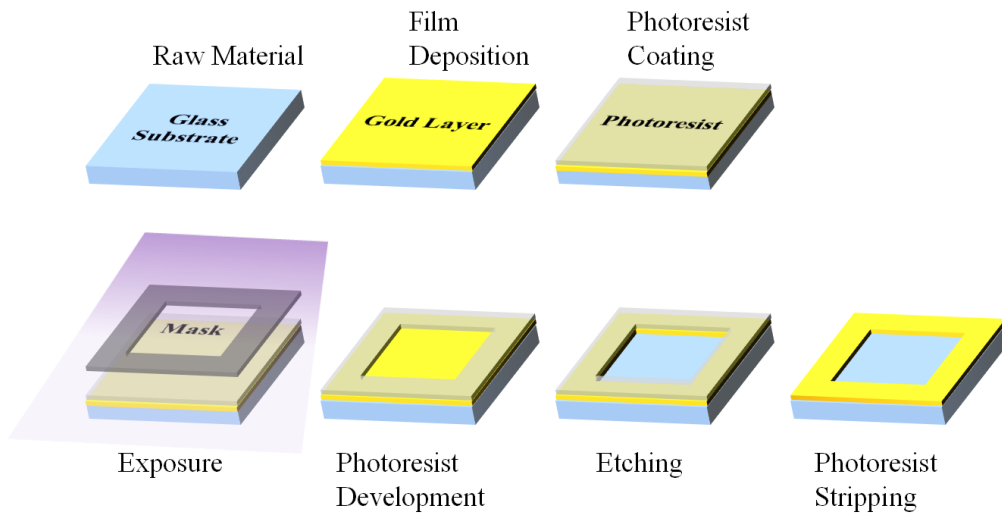 Raw Material
Film
Deposition
Photoresist
Coating
Glass
Substrate
Gold Layer
Photoresist
Mask
Exposure
Photoresist
Development
Etching
Photoresist
Stripping